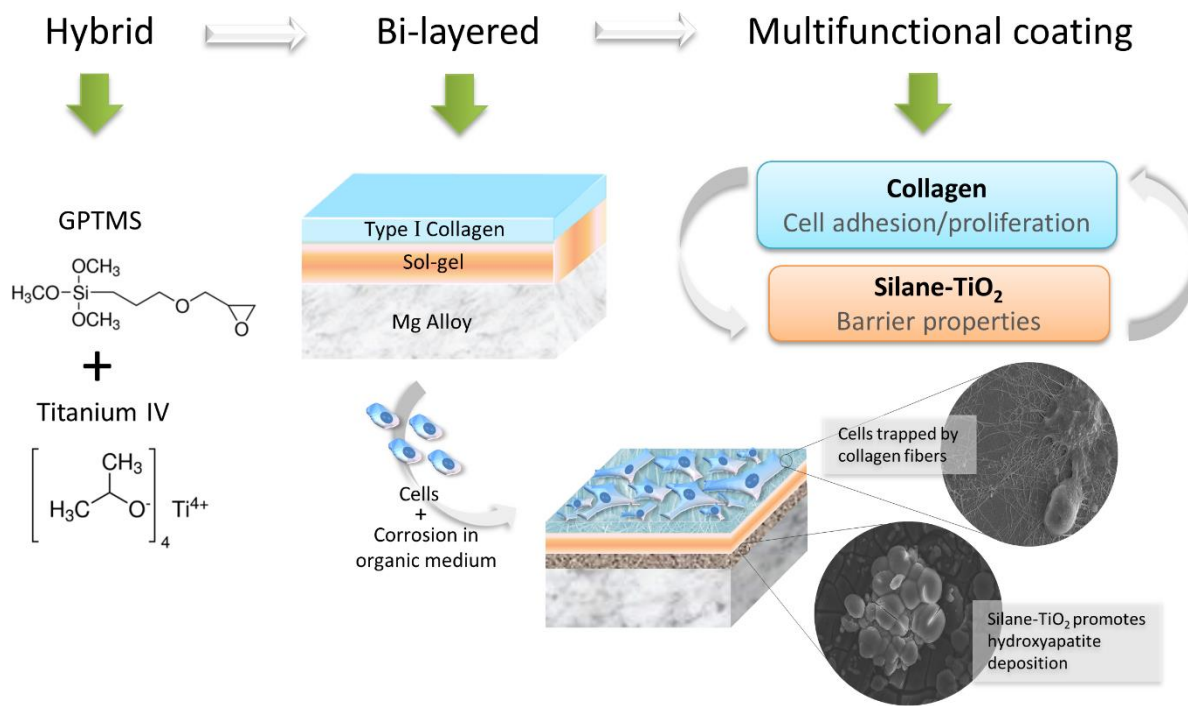 Hybrid
Bi-layered
Multifunctional coating
GPTMS
OCH₃
H₃CO Si
OCH₃
O
O
+
Titanium IV
CH₃
H₃C O⁻ Ti⁴⁺
4
Type I Collagen
Sol-gel
Mg Alloy
Cells
+
Corrosion in
organic medium
Collagen
Cell adhesion/proliferation
Silane-TiO₂
Barrier properties
Cells trapped by
collagen fibers
Silane-TiO₂ promotes
hydroxyapatite
deposition